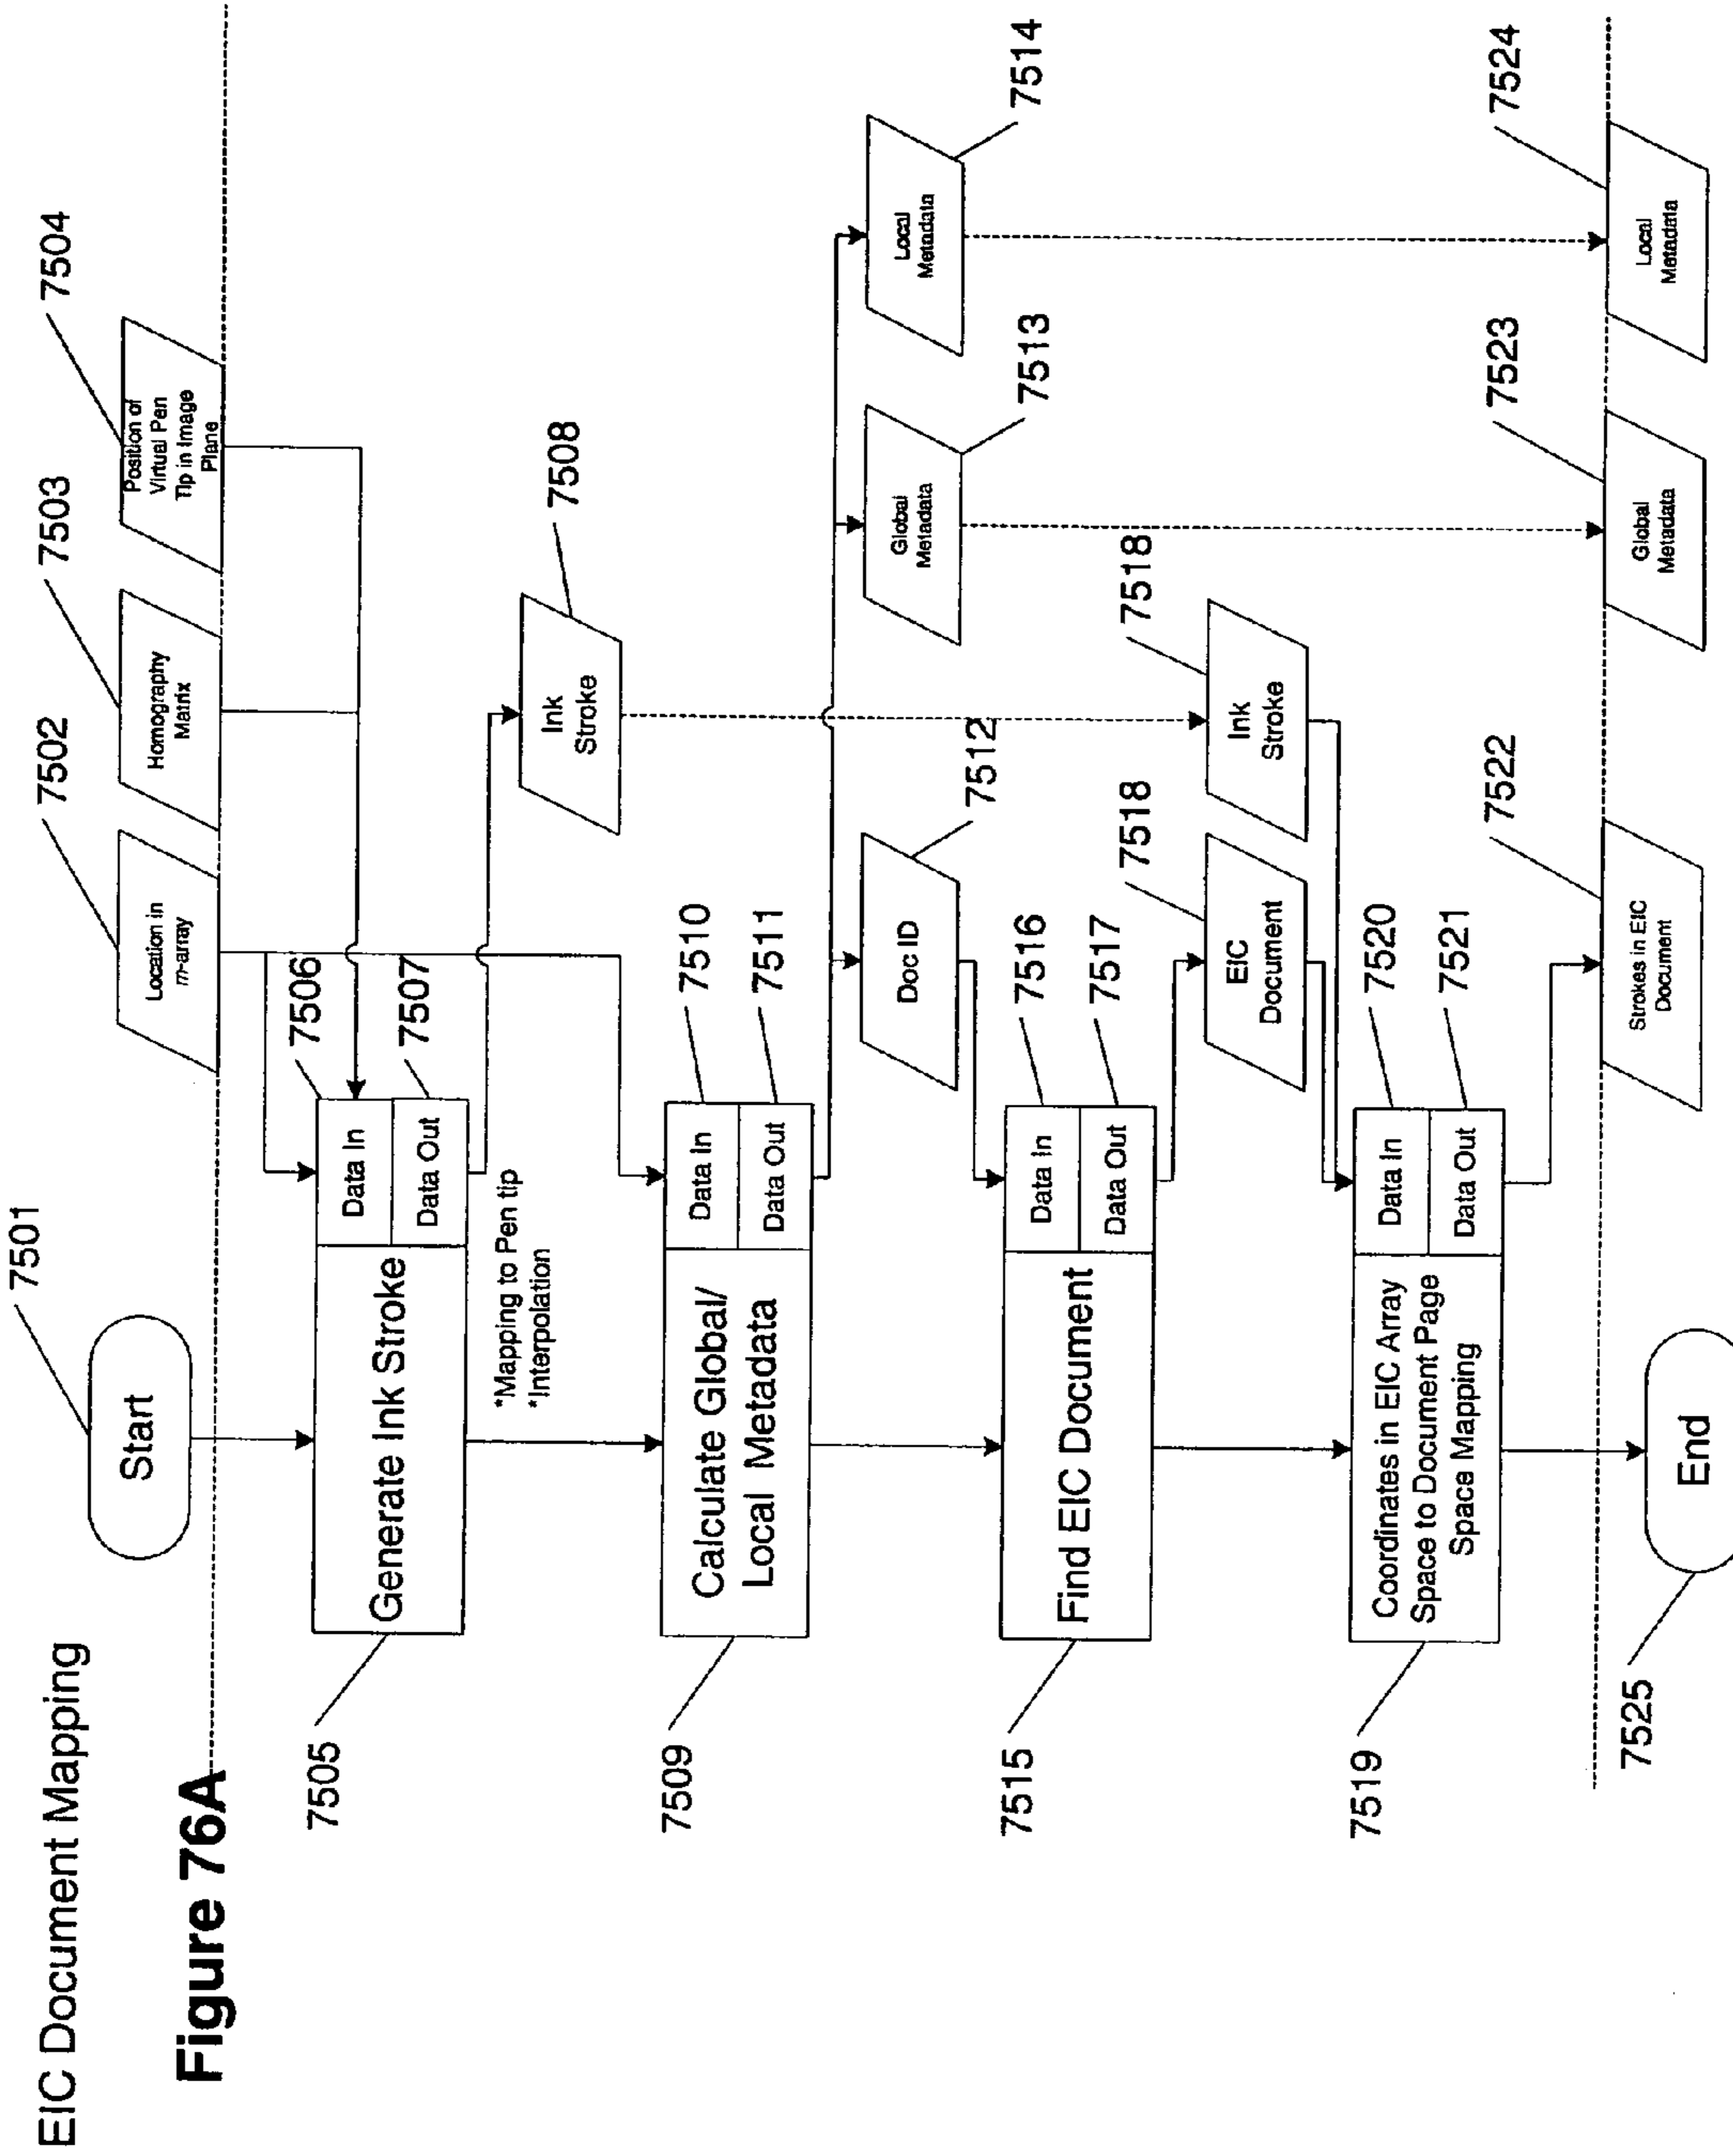 EIC Document Mapping
Figure 76A
7501
Start
7502
Location in
m-array
7503
Homography
Matrix
7504
Position of
Virtual Pen
Tip in Image
Plane
7505
Generate Ink Stroke
Data In
7506
Data Out
7507
*Mapping to Pen tip
*Interpolation
Ink
Stroke
7508
7509
Calculate Global/
Local Metadata
Data In
7510
Data Out
7511
Doc ID
7512
Global
Metadata
7513
Local
Metadata
7514
7515
Find EIC Document
Data In
7516
Data Out
7517
EIC
Document
7518
Ink
Stroke
7518
7519
Coordinates in EIC Array
Space to Document Page
Space Mapping
Data In
7520
Data Out
7521
Strokes in EIC
Document
7522
Global
Metadata
7523
Local
Metadata
7524
7525
End